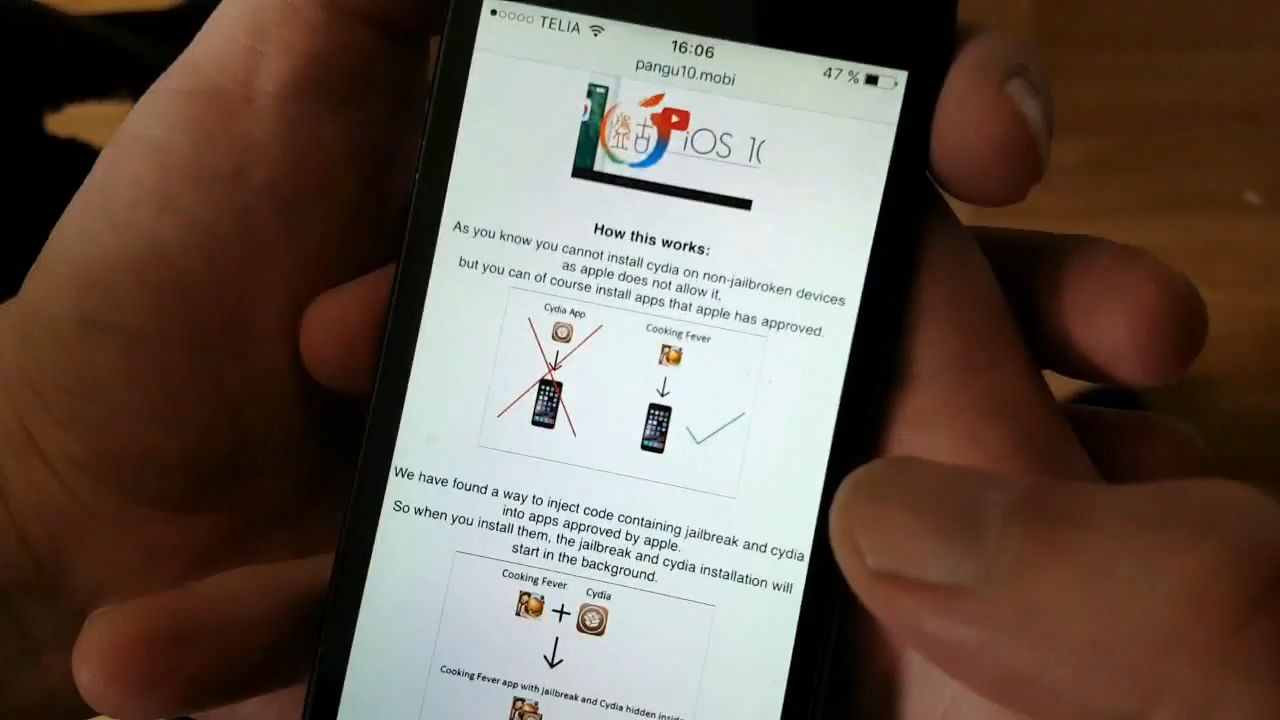 TELIA
16:06
47 %
pangu10.mobi
盤古
iOS 10
How this works:
As you know you cannot install cydia on non-jailbroken devices
as apple does not allow it,
but you can of course install apps that apple has approved.
Cydia App
Cooking Fever
We have found a way to inject code containing jailbreak and cydia
into apps approved by apple.
So when you install them, the jailbreak and cydia installation will
start in the background.
Cooking Fever
+
Cydia
Cooking Fever app with jailbreak and Cydia hidden inside